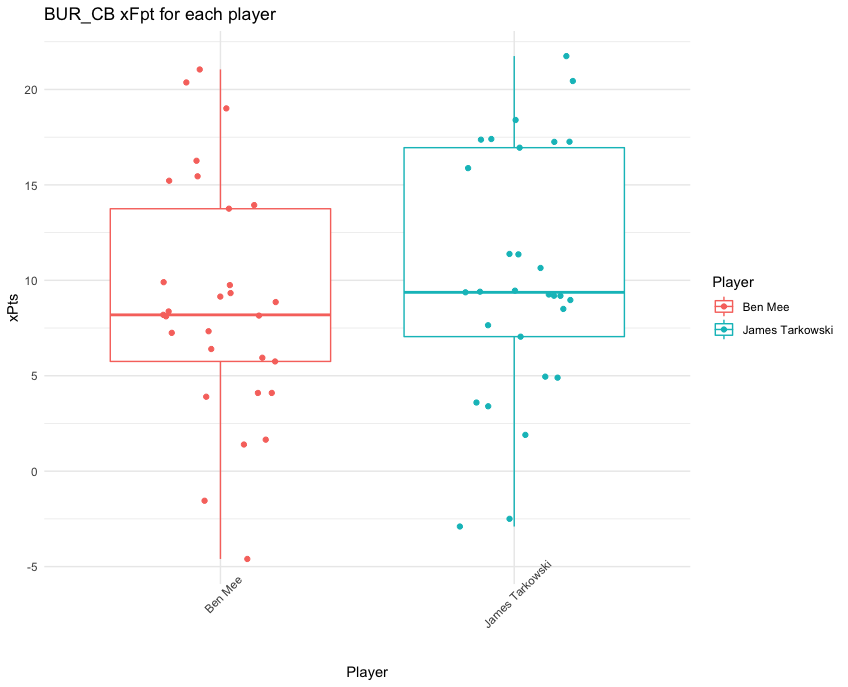 BUR_CB xFpt for each player
20
15
10
5
0
-5
xPts
Ben Mee
James Tarkowski
Player
Player
Ben Mee
James Tarkowski